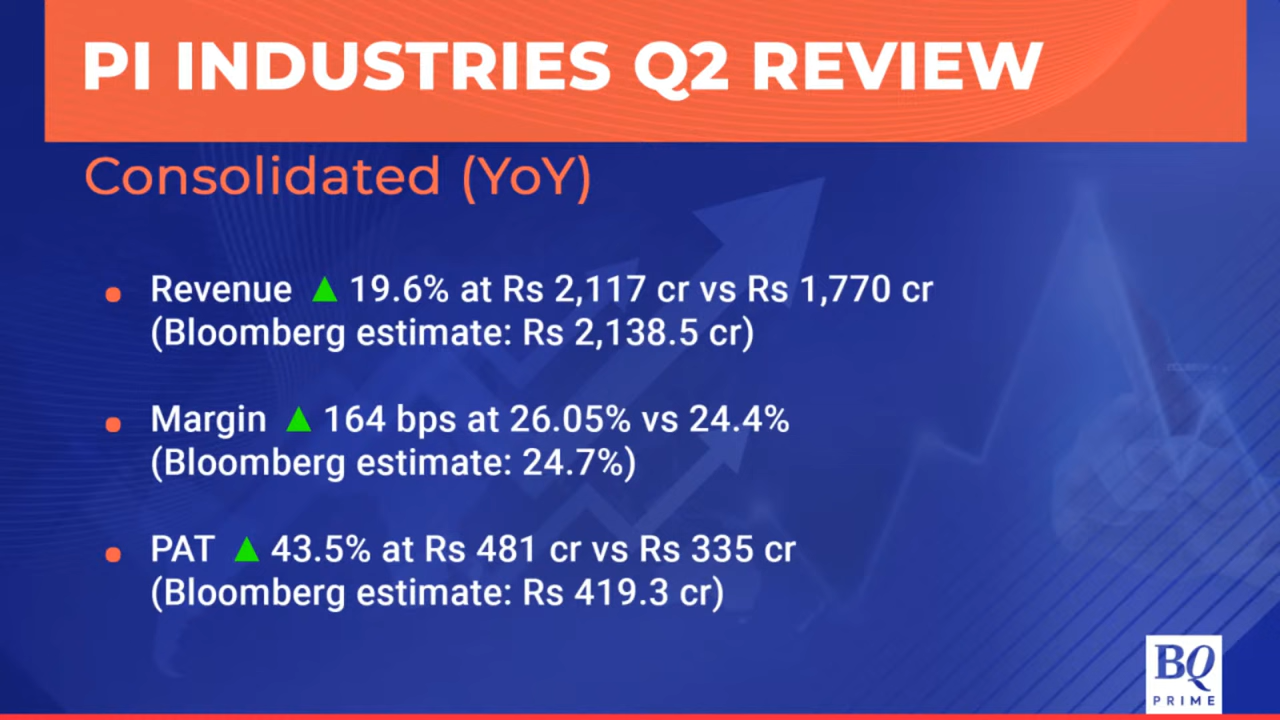 PI INDUSTRIES Q2 REVIEW
Consolidated (YoY)
Revenue ▲ 19.6% at Rs 2,117 cr vs Rs 1,770 cr
(Bloomberg estimate: Rs 2,138.5 cr)
Margin ▲ 164 bps at 26.05% vs 24.4%
(Bloomberg estimate: 24.7%)
PAT ▲ 43.5% at Rs 481 cr vs Rs 335 cr
(Bloomberg estimate: Rs 419.3 cr)
BQ
PRIME